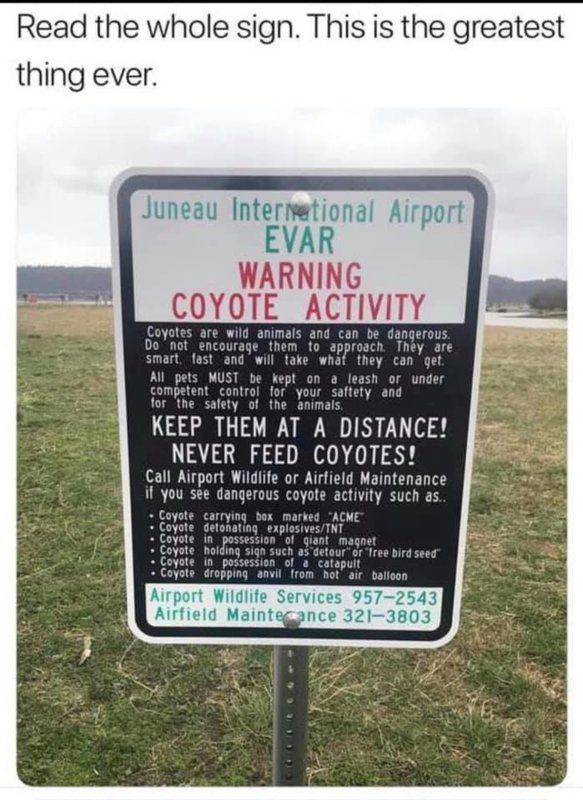 Read the whole sign. This is the greatest
thing ever.
Juneau International Airport
EVAR
WARNING
COYOTE ACTIVITY
Coyotes are wild animals and can be dangerous.
Do not encourage them to approach. They are
smart, fast and will take what they can get.
All pets MUST be kept on a leash or under
competent control for your saftety and
for the safety of the animals.
KEEP THEM AT A DISTANCE!
NEVER FEED COYOTES!
Call Airport Wildlife or Airfield Maintenance
if you see dangerous coyote activity such as..
• Coyote carrying box marked "ACME"
• Coyote detonating explosives/TNT
• Coyote in possession of giant magnet
• Coyote holding sign such as"detour" or "free bird seed"
• Coyote in possession of a catapult
• Coyote dropping anvil from hot air balloon
Airport Wildlife Services 957-2543
Airfield Maintenance 321-3803